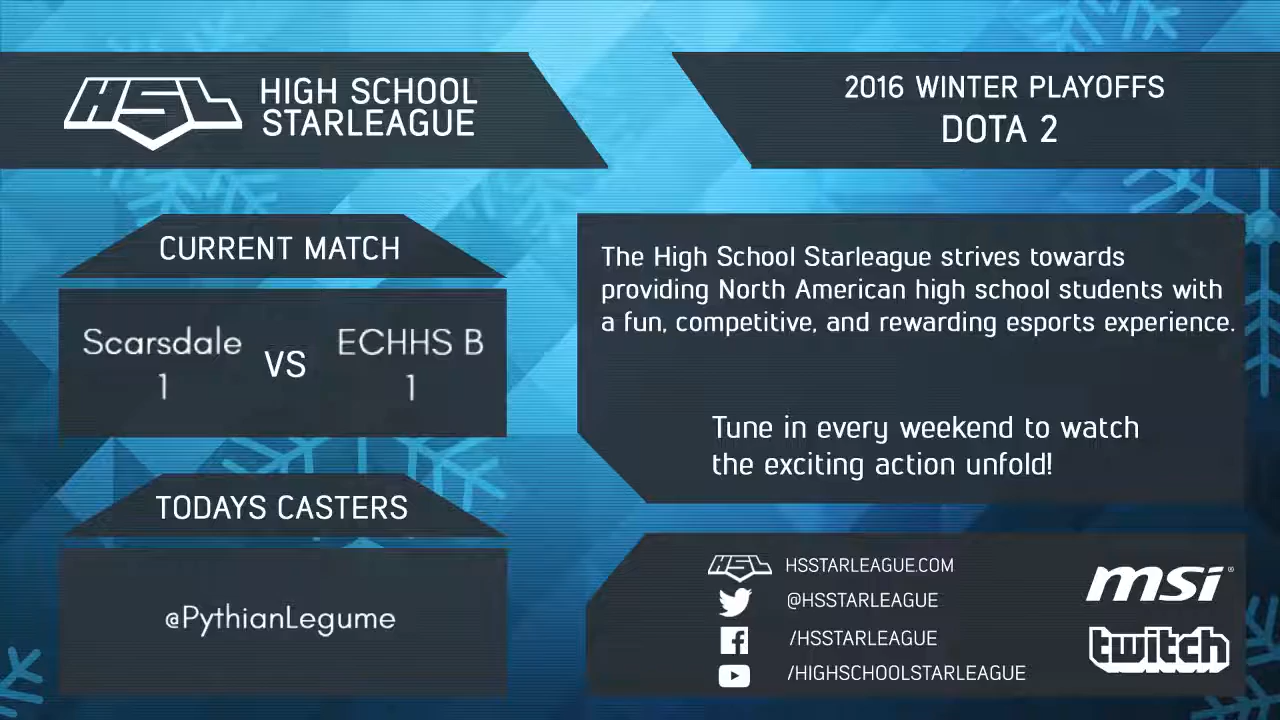 HSL HIGH SCHOOL
STARLEAGUE
2016 WINTER PLAYOFFS
DOTA 2
CURRENT MATCH
Scarsdale VS ECHHS B
1 1
TODAYS CASTERS
@PythianLegume
The High School Starleague strives towards
providing North American high school students with
a fun, competitive, and rewarding esports experience.
Tune in every weekend to watch
the exciting action unfold!
HSL HSSTARLEAGUE.COM
@HSSTARLEAGUE
/HSSTARLEAGUE
/HIGHSCHOOLSTARLEAGUE
msi®
twitch